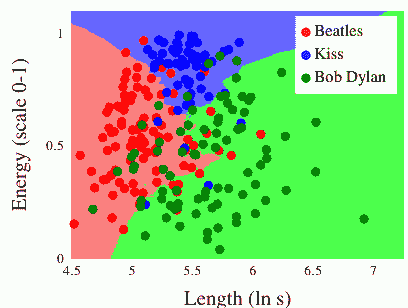 Energy (scale 0-1)
1
0.5
0
Beatles
Kiss
Bob Dylan
4.5 5 5.5 6 6.5 7
Length (ln s)